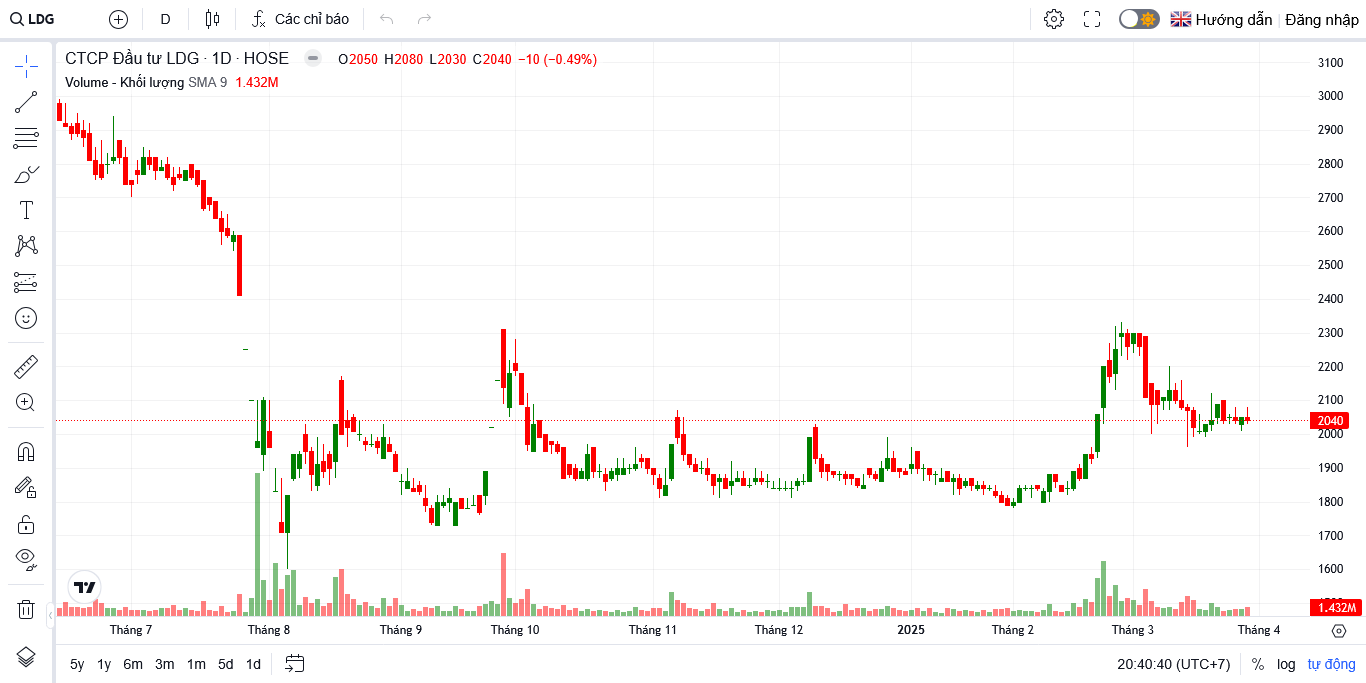 LDG D Các chỉ báo Hướng dẫn Đăng nhập
CTCP Đầu tư LDG · 1D · HOSE O2050 H2080 L2030 C2040 −10 (−0.49%)
Volume - Khối lượng SMA 9 1.432M
3100
3000
2900
2800
2700
2600
2500
2400
2300
2200
2100
2040
2000
1900
1800
1700
1600
1.432M
Tháng 7 Tháng 8 Tháng 9 Tháng 10 Tháng 11 Tháng 12 2025 Tháng 2 Tháng 3 Tháng 4
5y 1y 6m 3m 1m 5d 1d 20:40:40 (UTC+7) % log tự động